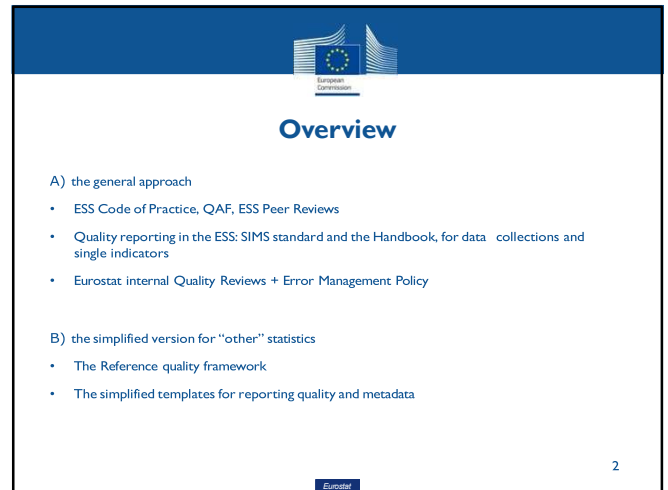 European
Commission
Overview
A) the general approach
• ESS Code of Practice, QAF, ESS Peer Reviews
• Quality reporting in the ESS: SIMS standard and the Handbook, for data collections and
single indicators
• Eurostat internal Quality Reviews + Error Management Policy
B) the simplified version for “other” statistics
• The Reference quality framework
• The simplified templates for reporting quality and metadata
2
Eurostat